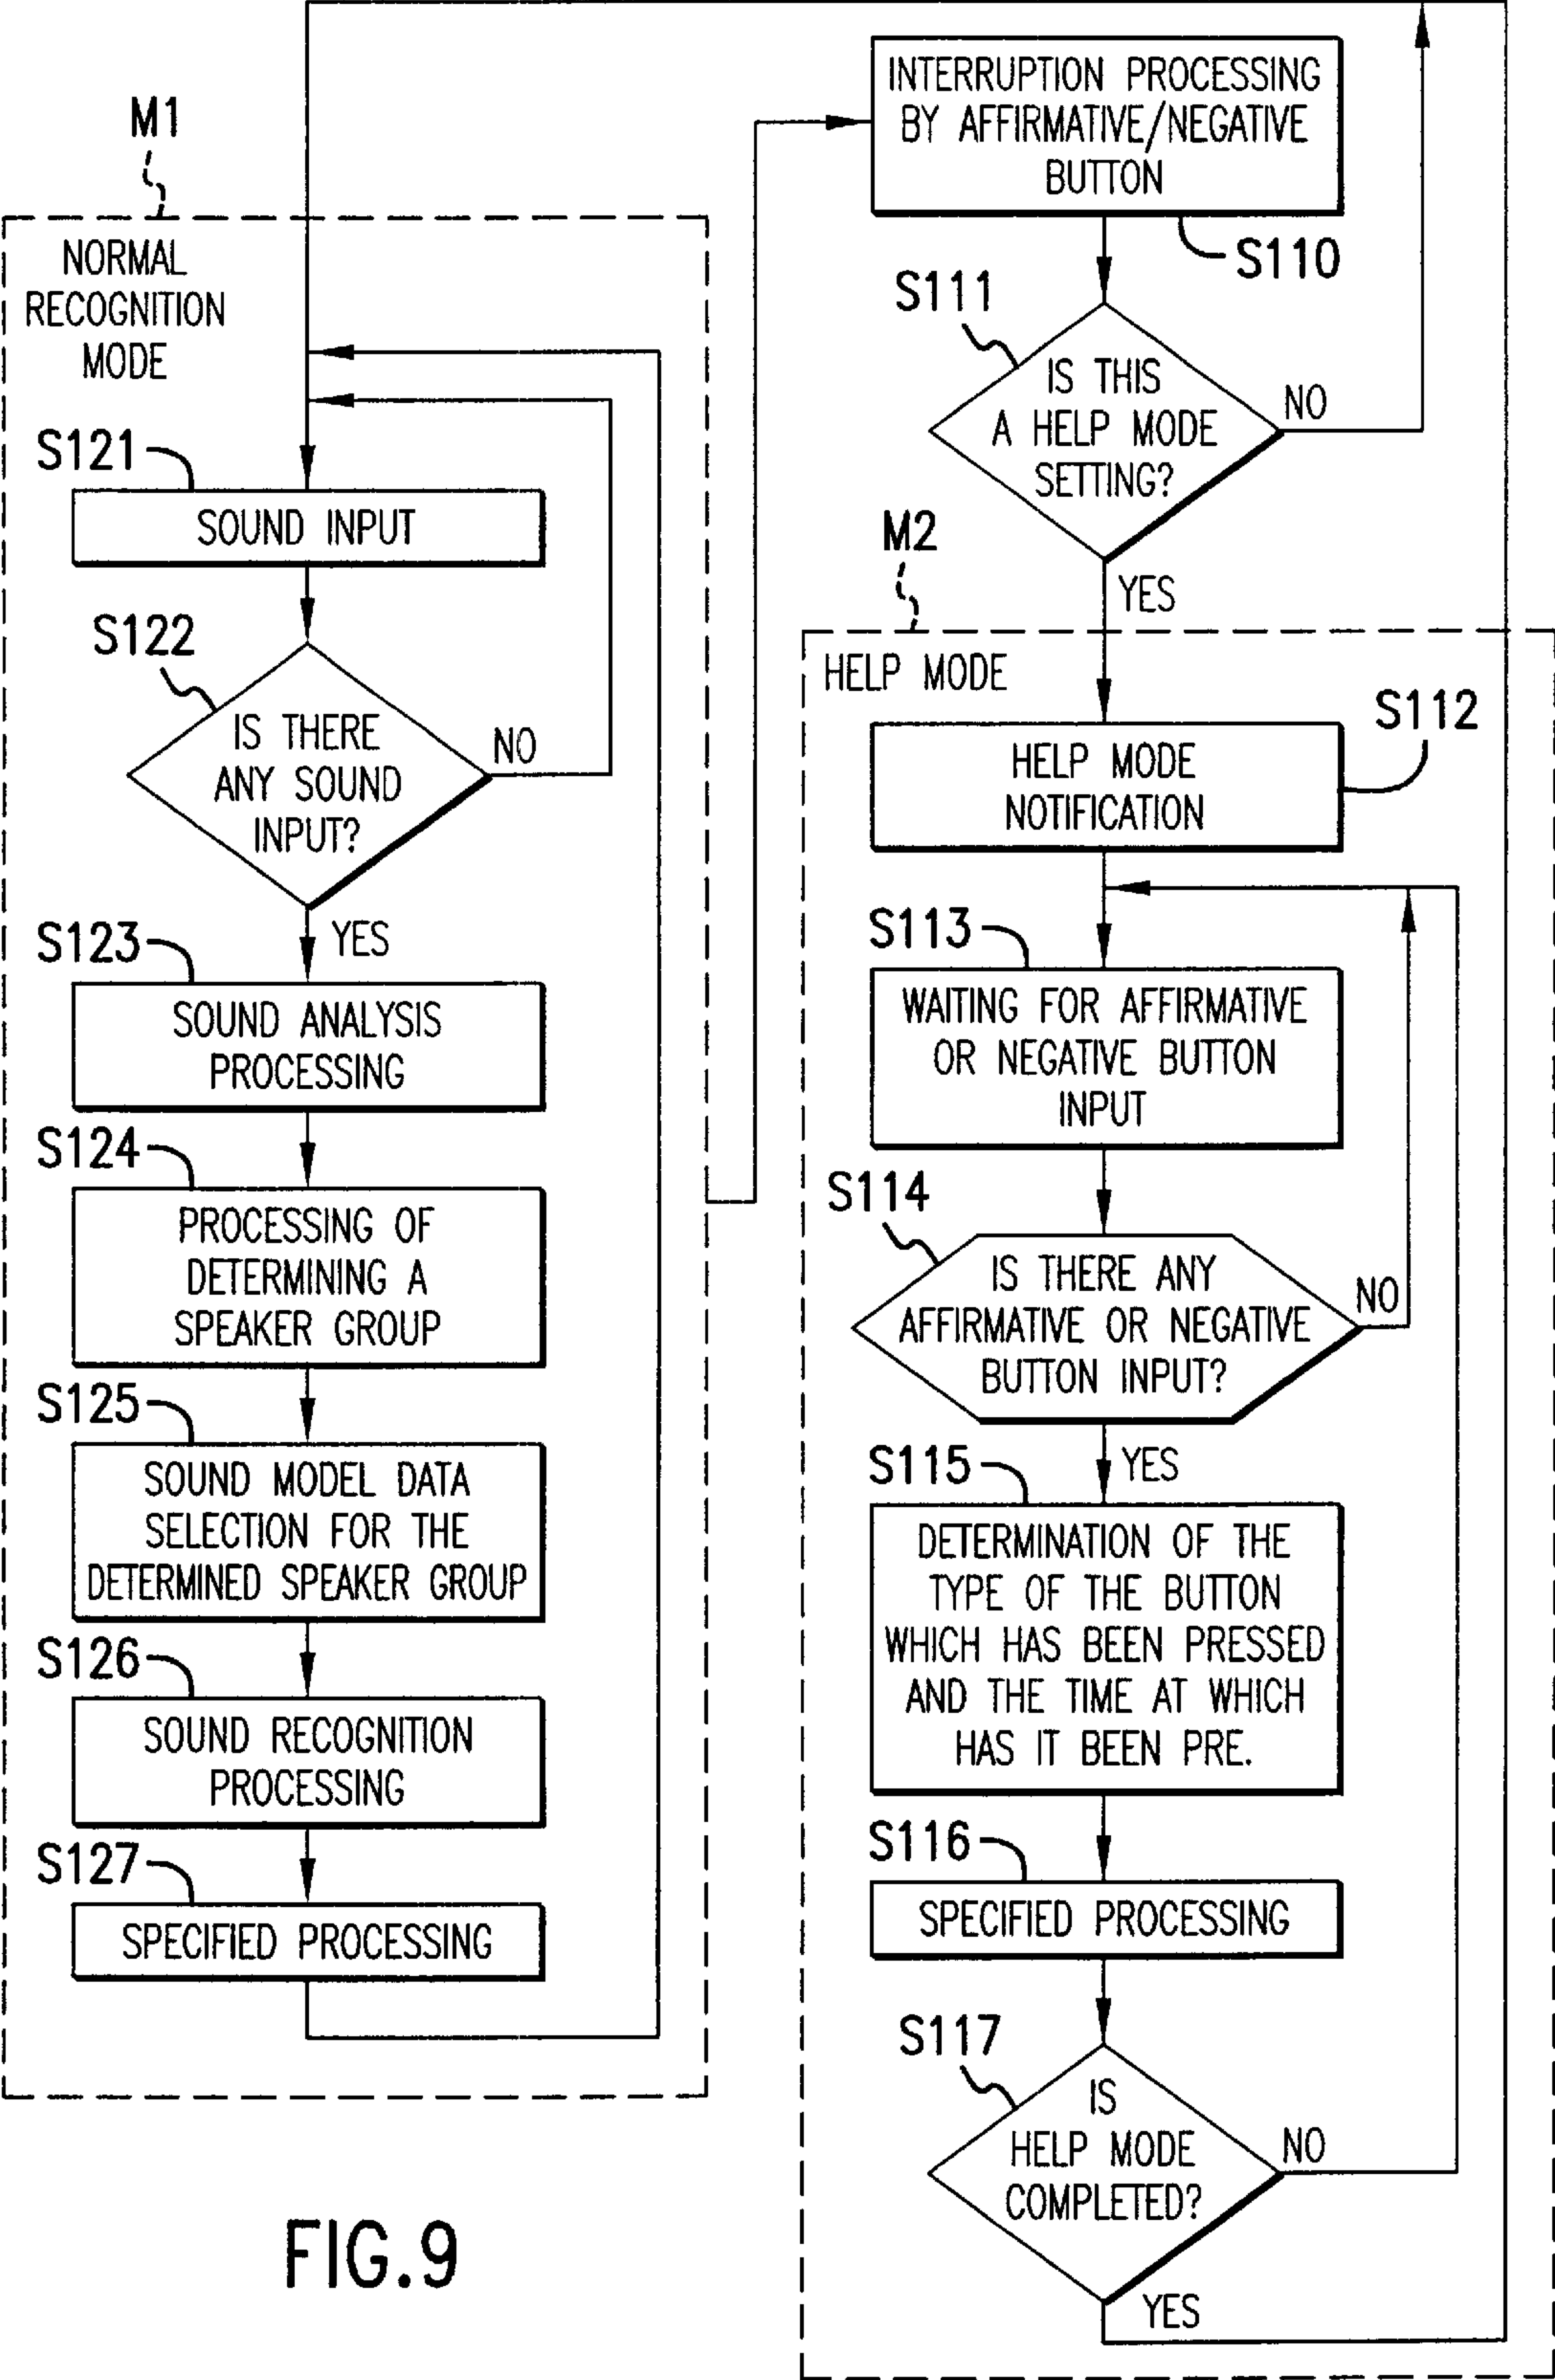 M1
NORMAL
RECOGNITION
MODE
S121
SOUND INPUT
S122
IS THERE
ANY SOUND
INPUT?
NO
YES
S123
SOUND ANALYSIS
PROCESSING
S124
PROCESSING OF
DETERMINING A
SPEAKER GROUP
S125
SOUND MODEL DATA
SELECTION FOR THE
DETERMINED SPEAKER GROUP
S126
SOUND RECOGNITION
PROCESSING
S127
SPECIFIED PROCESSING
INTERRUPTION PROCESSING
BY AFFIRMATIVE/NEGATIVE
BUTTON
S110
S111
IS THIS
A HELP MODE
SETTING?
NO
YES
M2
HELP MODE
S112
HELP MODE
NOTIFICATION
S113
WAITING FOR AFFIRMATIVE
OR NEGATIVE BUTTON
INPUT
S114
IS THERE ANY
AFFIRMATIVE OR NEGATIVE
BUTTON INPUT?
NO
YES
S115
DETERMINATION OF THE
TYPE OF THE BUTTON
WHICH HAS BEEN PRESSED
AND THE TIME AT WHICH
HAS IT BEEN PRE.
S116
SPECIFIED PROCESSING
S117
IS
HELP MODE
COMPLETED?
NO
YES
FIG.9